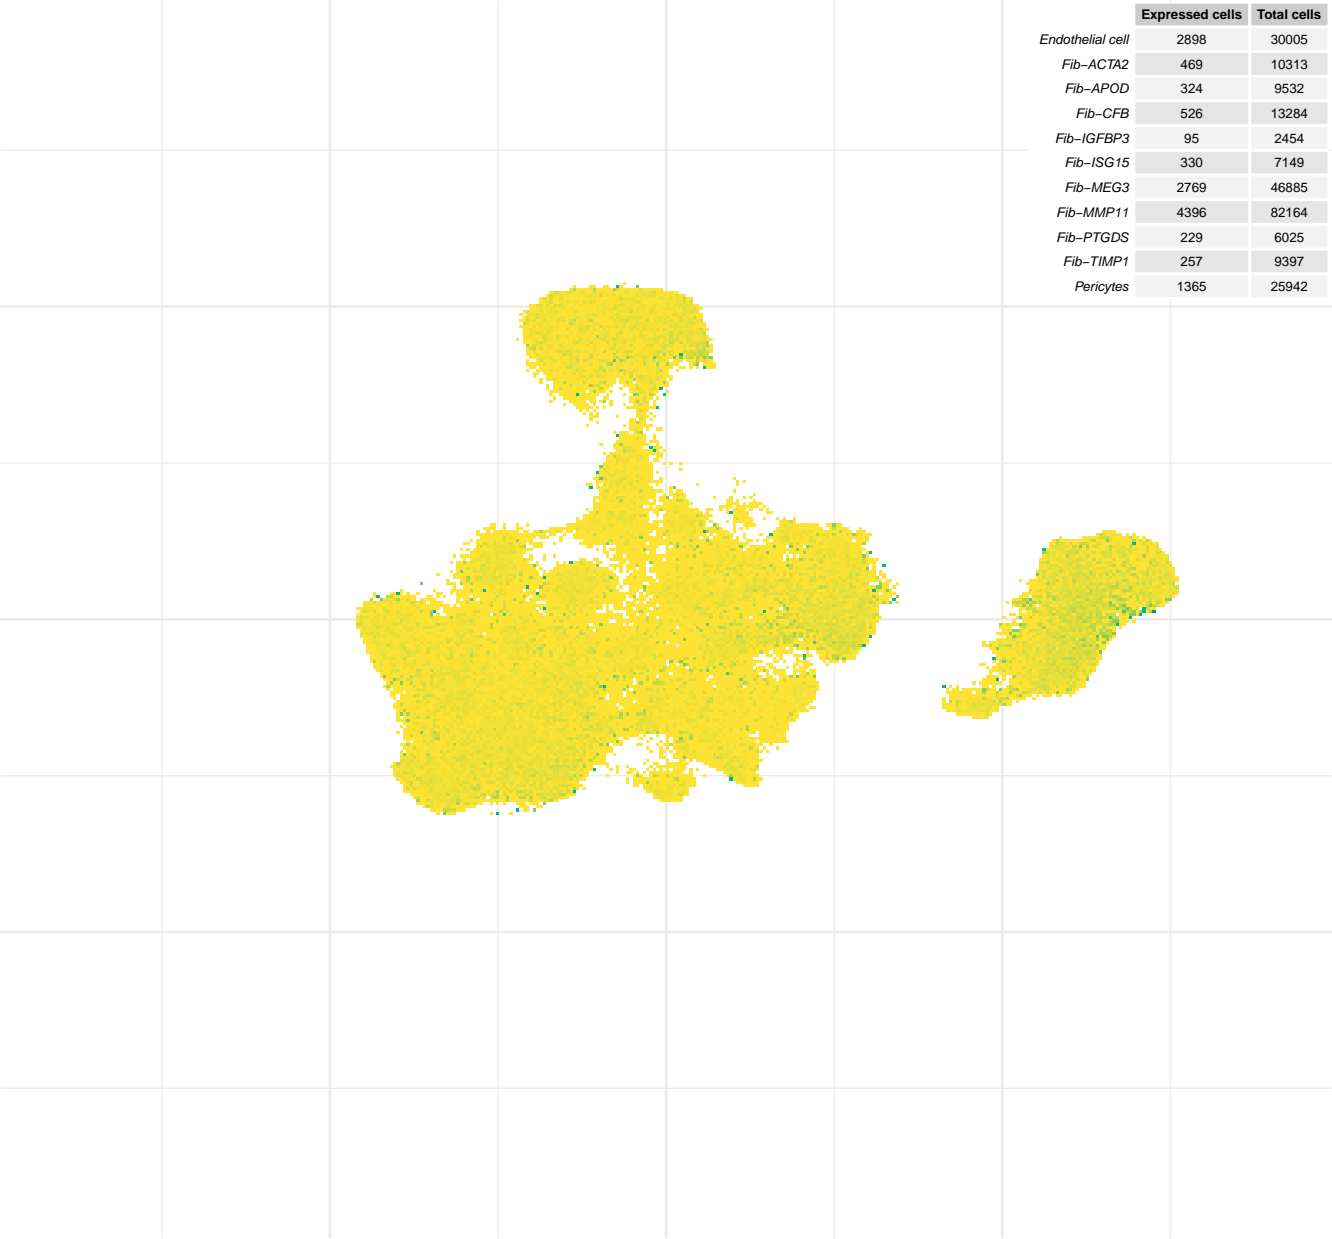 Expressed cells Total cells
Endothelial cell 2898 30005
Fib−ACTA2 469 10313
Fib−APOD 324 9532
Fib−CFB 526 13284
Fib−IGFBP3 95 2454
Fib−ISG15 330 7149
Fib−MEG3 2769 46885
Fib−MMP11 4396 82164
Fib−PTGDS 229 6025
Fib−TIMP1 257 9397
Pericytes 1365 25942